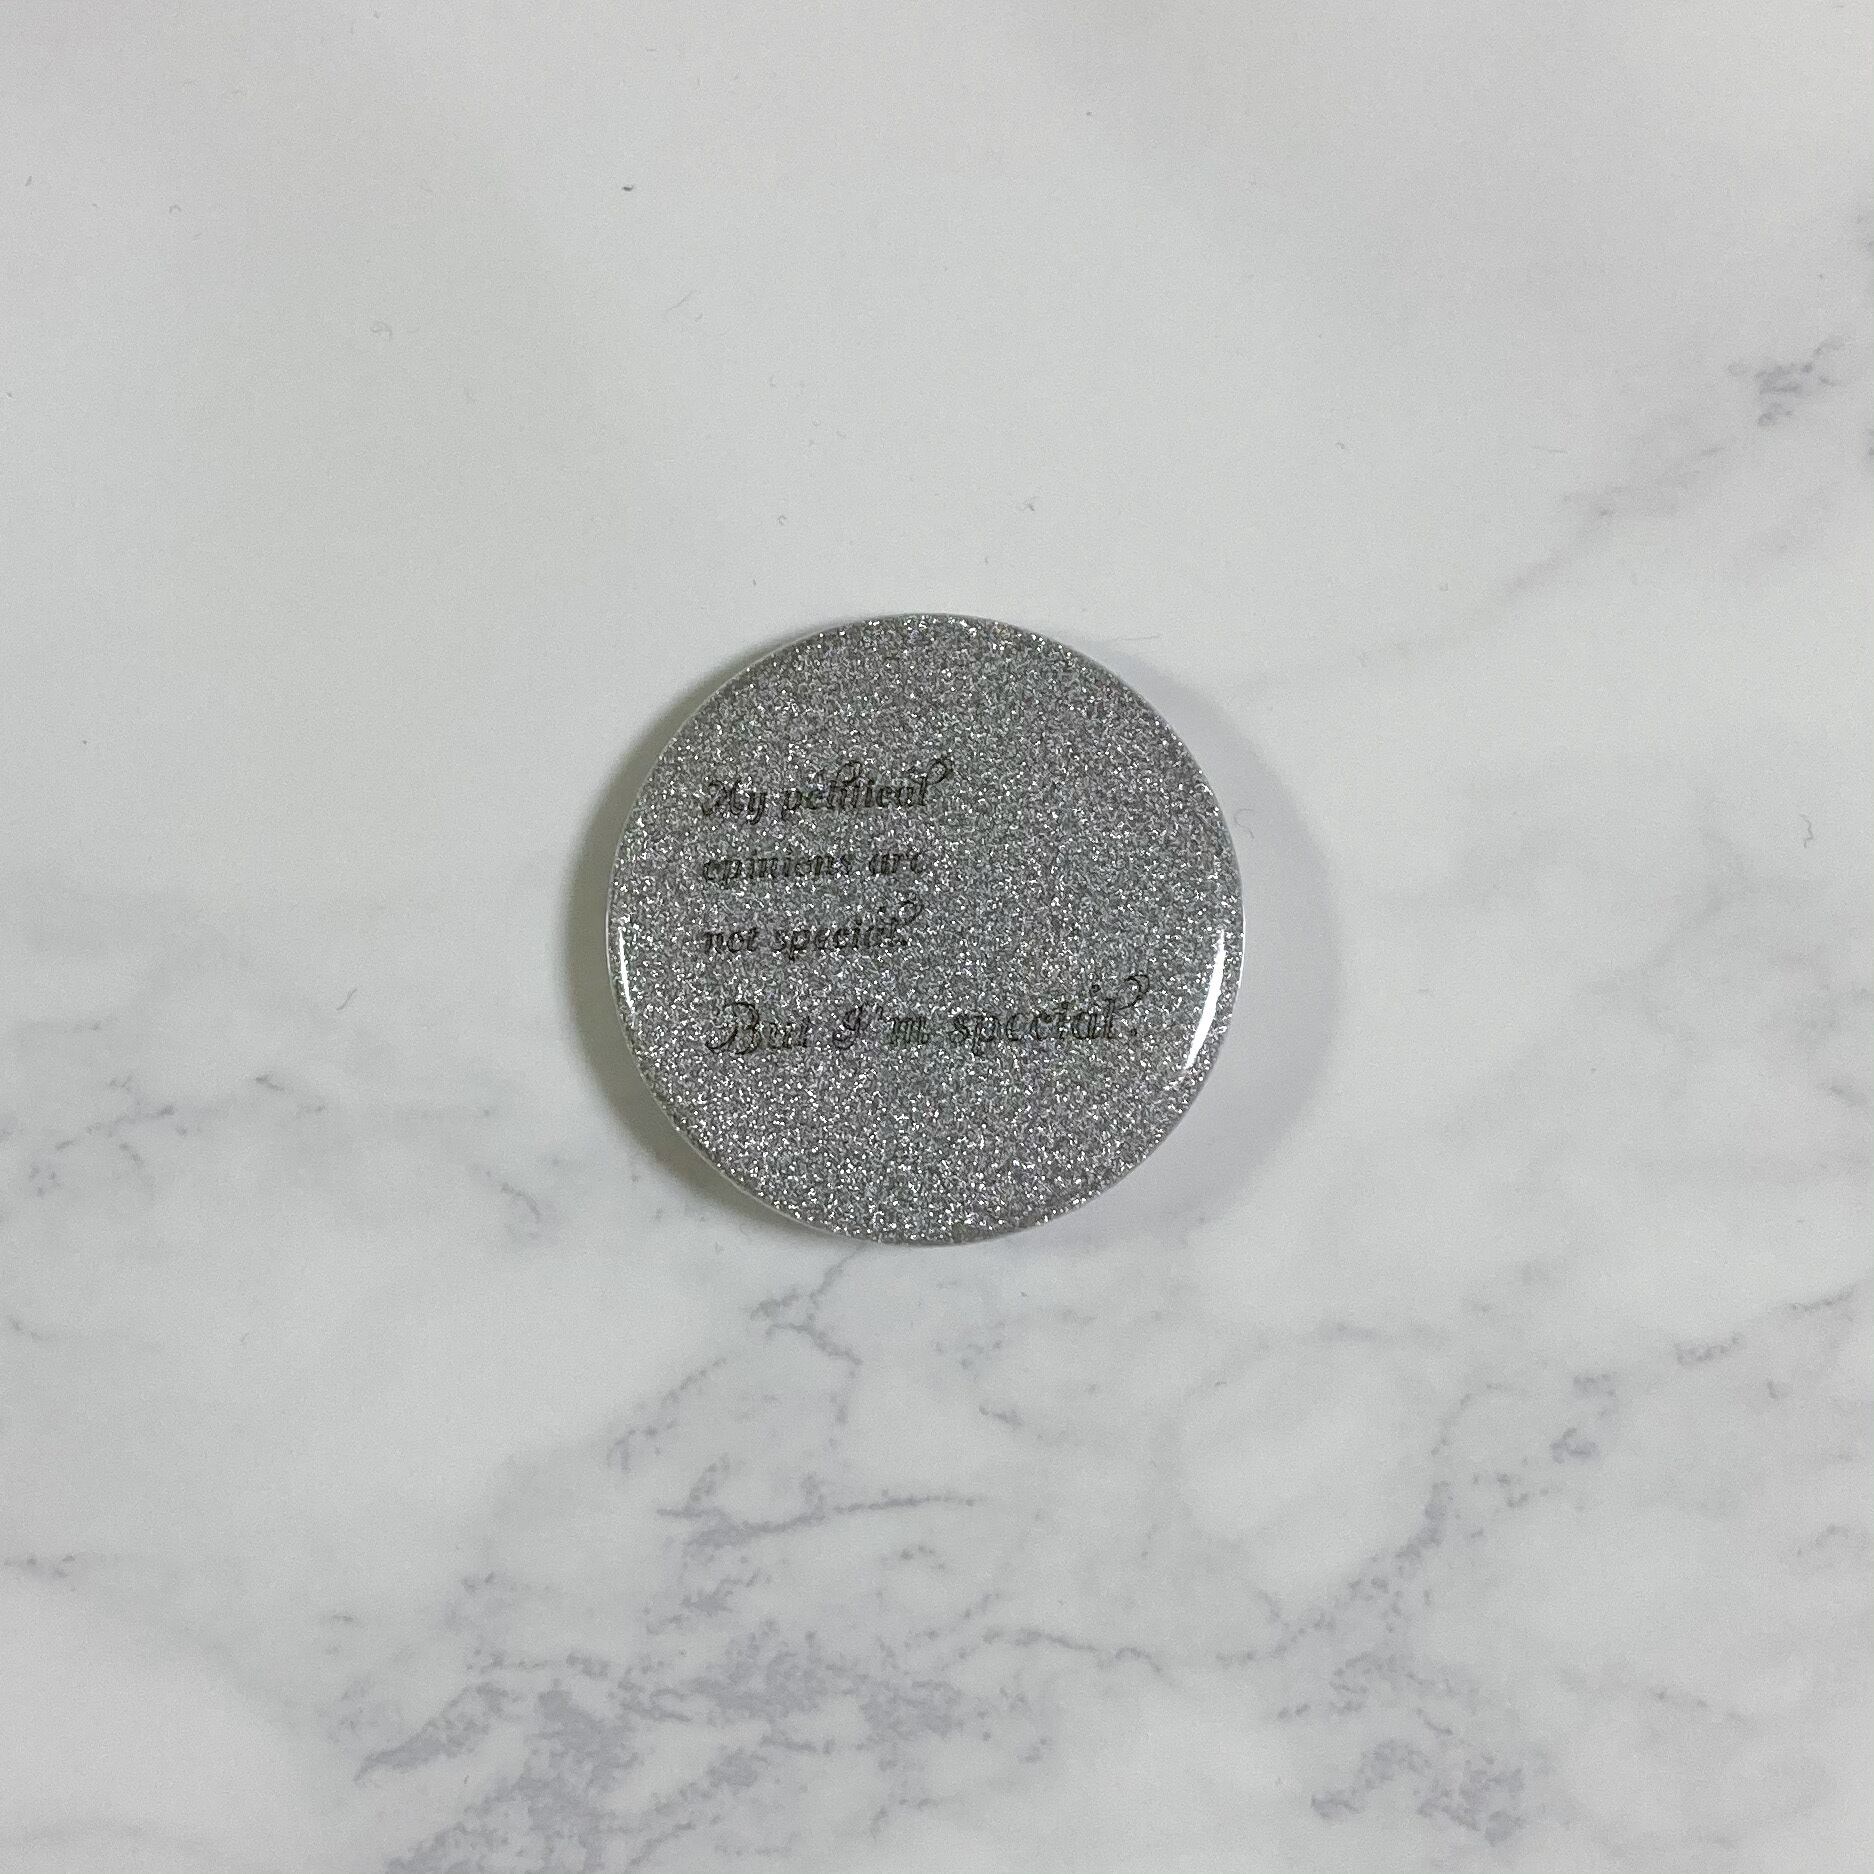 My political
opinions are
not special.
But I'm special.